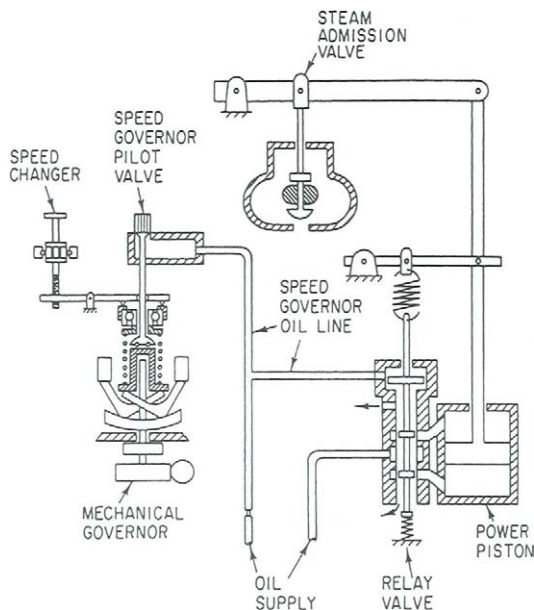 STEAM
ADMISSION
VALVE
SPEED
GOVERNOR
PILOT
VALVE
SPEED
CHANGER
SPEED
GOVERNOR
OIL LINE
MECHANICAL
GOVERNOR
OIL
SUPPLY
RELAY
VALVE
POWER
PISTON